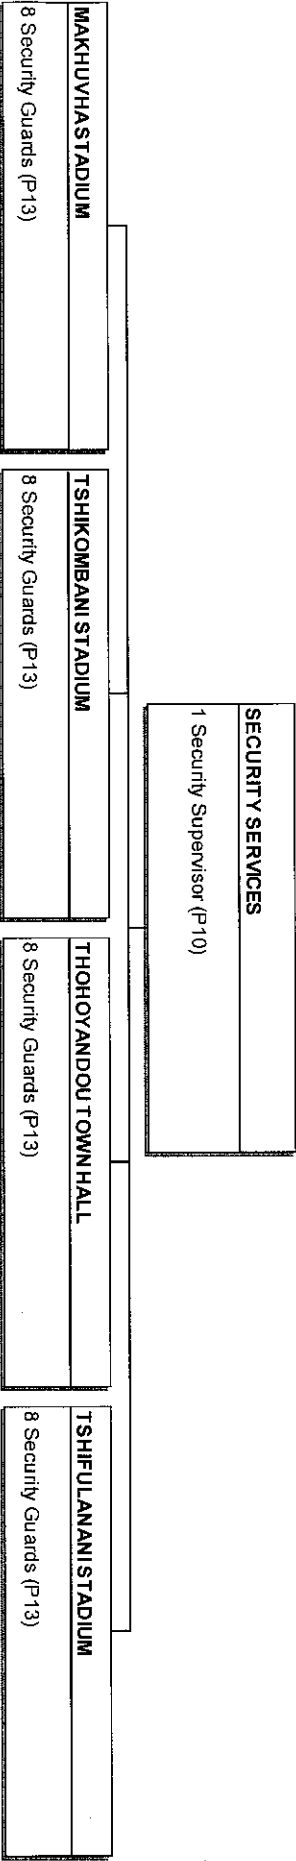 SECURITY SERVICES
1 Security Supervisor (P10)
MAKHUVHA STADIUM
8 Security Guards (P13)
TSHIKOMBANI STADIUM
8 Security Guards (P13)
THOHOYANDOU TOWN HALL
8 Security Guards (P13)
TSHIFULANANI STADIUM
8 Security Guards (P13)